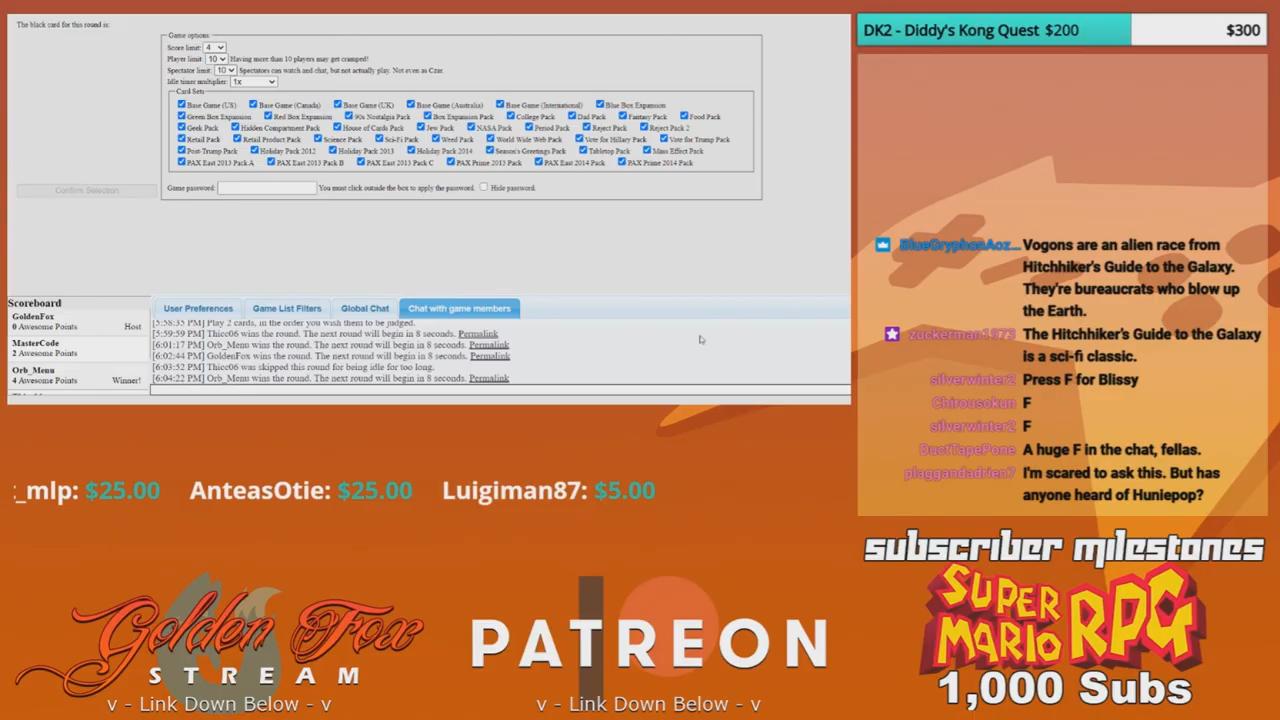 The black card for this round is:
Game options:
Score limit: 4
Player limit: 10 Having more than 10 players may get cramped!
Spectator limit: 10 Spectators can watch and chat, but not actually play. Not even as Czar.
Idle timer multiplier: 1x
Card Sets
Base Game (US) Base Game (Canada) Base Game (UK) Base Game (Australia) Base Game (International) Blue Box Expansion
Green Box Expansion Red Box Expansion 90s Nostalgia Pack Box Expansion Pack College Pack Dad Pack Fantasy Pack Food Pack
Geek Pack Hidden Compartment Pack House of Cards Pack Jew Pack NASA Pack Period Pack Reject Pack Reject Pack 2
Retail Pack Retail Product Pack Science Pack Sci-Fi Pack Weed Pack World Wide Web Pack Vote for Hillary Pack Vote for Trump Pack
Post-Trump Pack Holiday Pack 2012 Holiday Pack 2013 Holiday Pack 2014 Season's Greetings Pack Tabletop Pack Mass Effect Pack
PAX East 2013 Pack A PAX East 2013 Pack B PAX East 2013 Pack C PAX Prime 2013 Pack PAX East 2014 Pack PAX Prime 2014 Pack
Game password: You must click outside the box to apply the password. Hide password.
Confirm Selection
Scoreboard
GoldenFox
0 Awesome Points Host
MasterCode
2 Awesome Points
Orb_Menu
4 Awesome Points Winner!
User Preferences Game List Filters Global Chat Chat with game members
[5:58:35 PM] Play 2 cards, in the order you wish them to be judged.
[5:59:59 PM] Thicc06 wins the round. The next round will begin in 8 seconds. Permalink
[6:01:17 PM] Orb_Menu wins the round. The next round will begin in 8 seconds. Permalink
[6:02:44 PM] GoldenFox wins the round. The next round will begin in 8 seconds. Permalink
[6:03:52 PM] Thicc06 was skipped this round for being idle for too long.
[6:04:22 PM] Orb_Menu wins the round. The next round will begin in 8 seconds. Permalink
DK2 - Diddy's Kong Quest $200 $300
BlueGryphonAoz... Vogons are an alien race from
Hitchhiker's Guide to the Galaxy.
They're bureaucrats who blow up
the Earth.
zuckerman1973 The Hitchhiker's Guide to the Galaxy
is a sci-fi classic.
silverwinter2 Press F for Blissy
Chirousokun F
silverwinter2 F
DuctTapePone A huge F in the chat, fellas.
plaggandadrien7 I'm scared to ask this. But has
anyone heard of Huniepop?
_mlp: $25.00 AnteasOtie: $25.00 Luigiman87: $5.00
Golden Fox
STREAM
v - Link Down Below - v
PATREON
v - Link Down Below - v
subscriber milestones
SUPER
MARIO
RPG
1,000 Subs